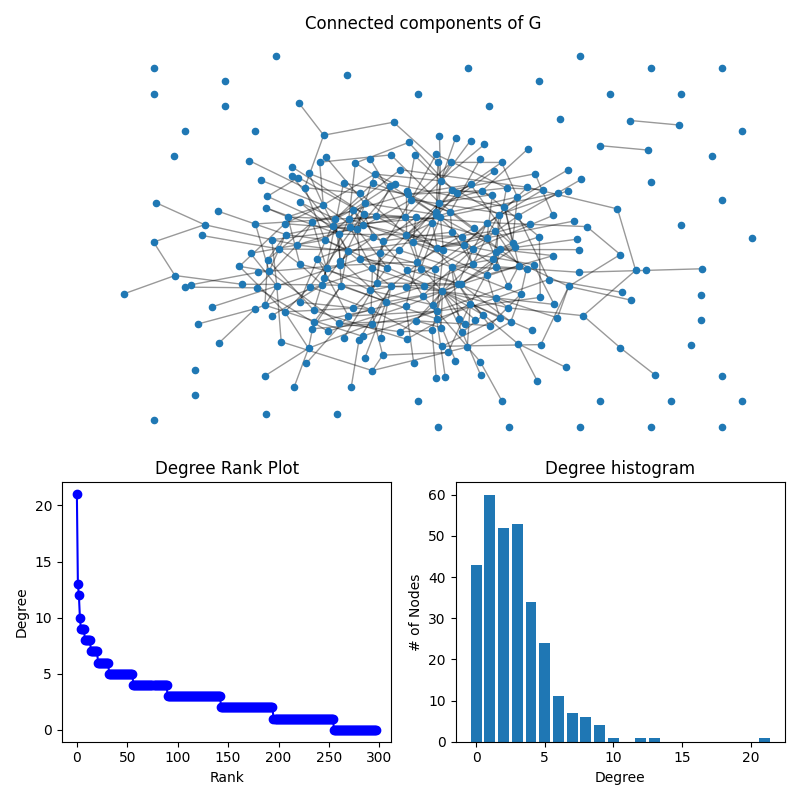 Connected components of G
Degree Rank Plot
Degree
20
15
10
5
0
0 50 100 150 200 250 300
Rank
Degree histogram
# of Nodes
60
50
40
30
20
10
0
0 5 10 15 20
Degree